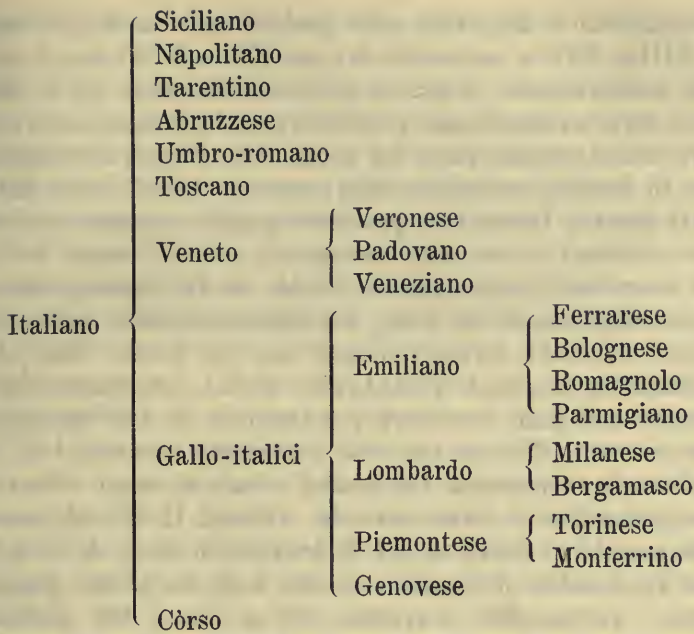 Siciliano
Napolitano
Tarentino
Abruzzese
Umbro-romano
Toscano
Veneto
Veronese
Padovano
Veneziano
Italiano
Gallo-italici
Emiliano
Ferrarese
Bolognese
Romagnolo
Parmigiano
Lombardo
Milanese
Bergamasco
Piemontese
Torinese
Monferrino
Genovese
Còrso